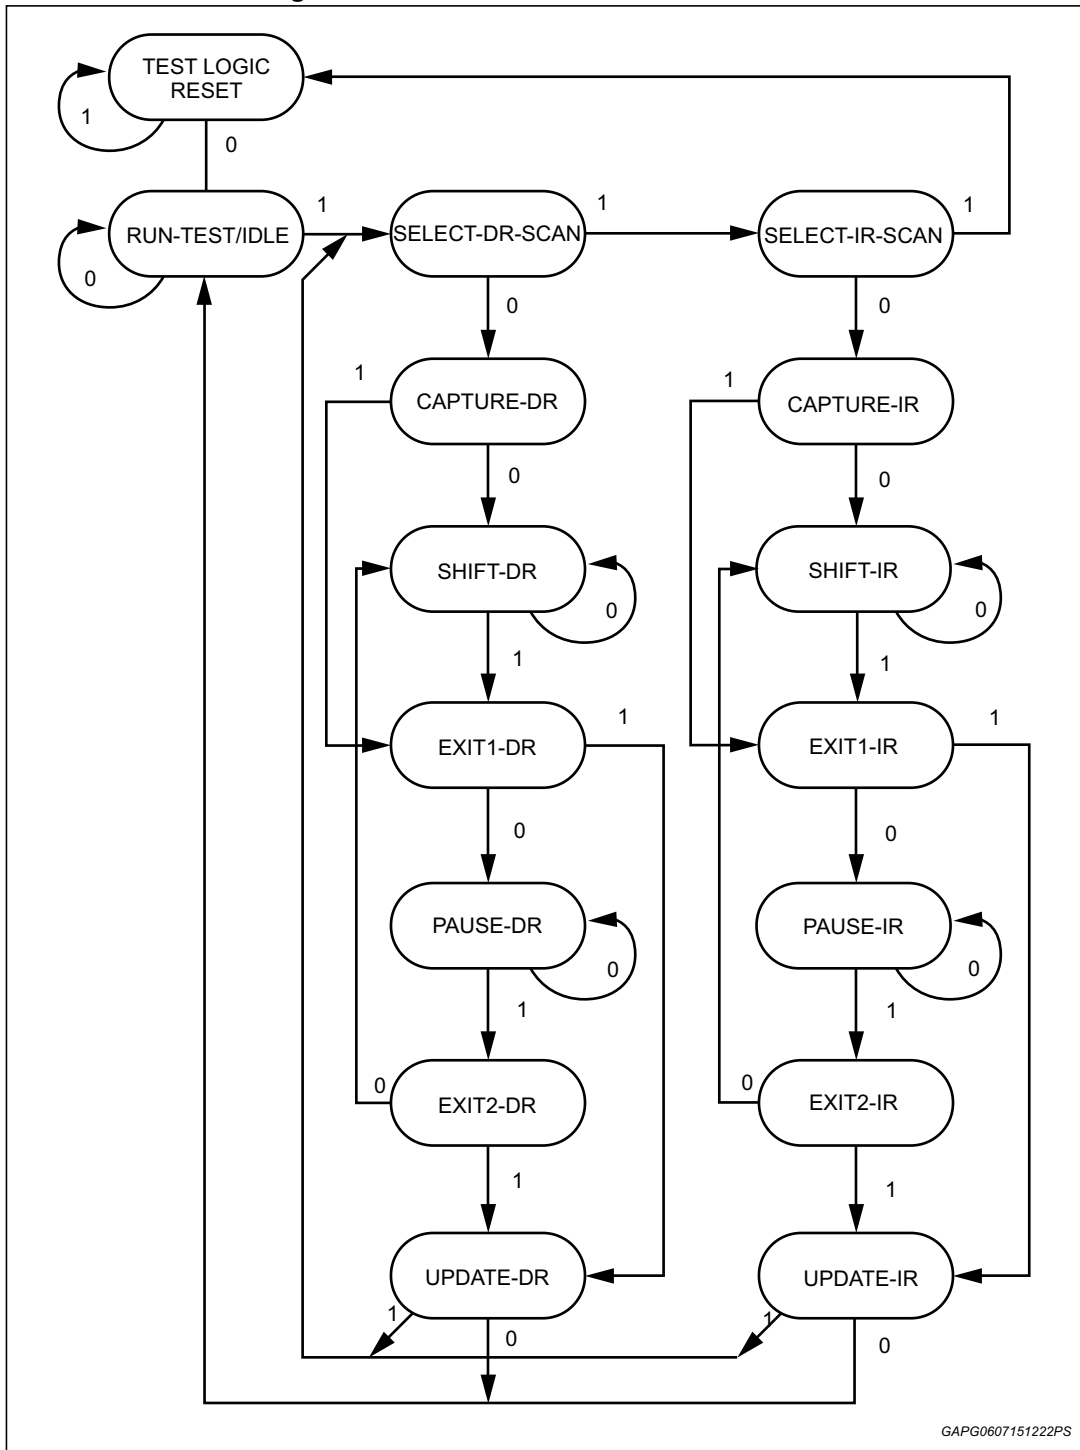 TEST LOGIC
RESET
1
0
RUN-TEST/IDLE
1
SELECT-DR-SCAN
1
SELECT-IR-SCAN
1
0
0
0
1
CAPTURE-DR
1
CAPTURE-IR
0
0
SHIFT-DR
0
SHIFT-IR
0
1
1
EXIT1-DR
1
EXIT1-IR
1
0
0
PAUSE-DR
0
PAUSE-IR
0
1
1
0
EXIT2-DR
0
EXIT2-IR
1
1
UPDATE-DR
UPDATE-IR
1
0
1
0
GAPG0607151222PS